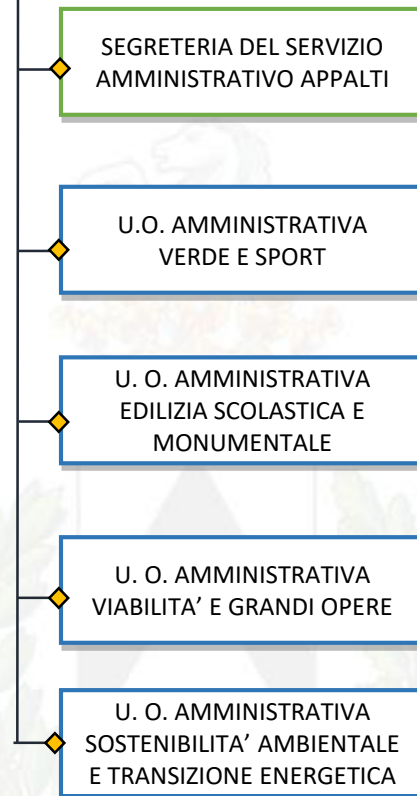 SEGRETERIA DEL SERVIZIO
AMMINISTRATIVO APPALTI
U.O. AMMINISTRATIVA
VERDE E SPORT
U. O. AMMINISTRATIVA
EDILIZIA SCOLASTICA E
MONUMENTALE
U. O. AMMINISTRATIVA
VIABILITA’ E GRANDI OPERE
U. O. AMMINISTRATIVA
SOSTENIBILITA’ AMBIENTALE
E TRANSIZIONE ENERGETICA